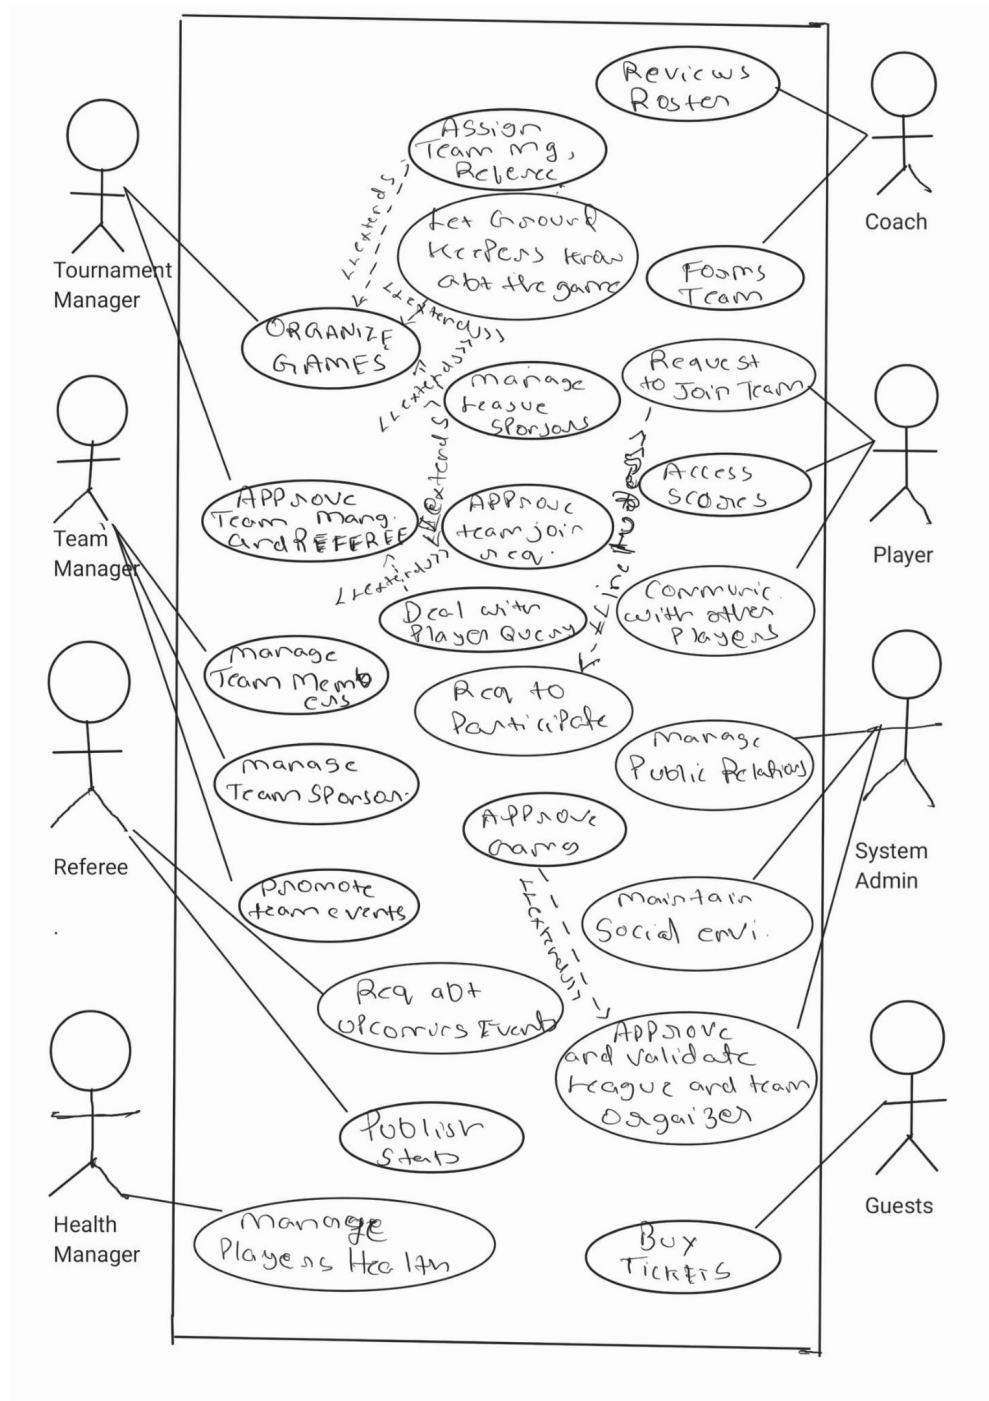 Reviews
Roster
Assign
Team mg,
Referee
Coach
Let Ground
Keepers know
abt the game
<<extends
Forms
Team
Tournament
Manager
<<extends>>
ORGANIZE
GAMES
Request
to Join Team
<<extends>>
manage
league
sponsors
Access
scores
Player
APPROVE
Team Mang.
and REFEREE
APProve
team join
req.
Team
Manager
<<extends>>
Deal with
Player Query
Communic.
with other
Players
manage
Team Memb
ers
Req to
Participate
manage
Public Relations
manage
Team Sponsor.
Approve
games
Referee
System
Admin
Promote
team events
<<extends>>
maintain
Social envi.
Req abt
upcoming Events
Approve
and validate
league and team
orgaizer
Publish
stats
Health
Manager
manage
Players Health
Guests
Buy
TICKETS